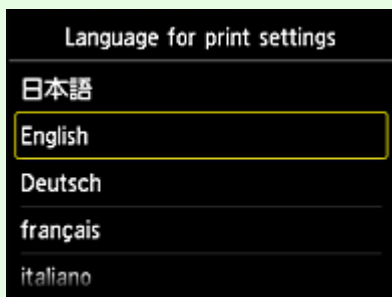 Language for print settings
日本語
English
Deutsch
français
italiano